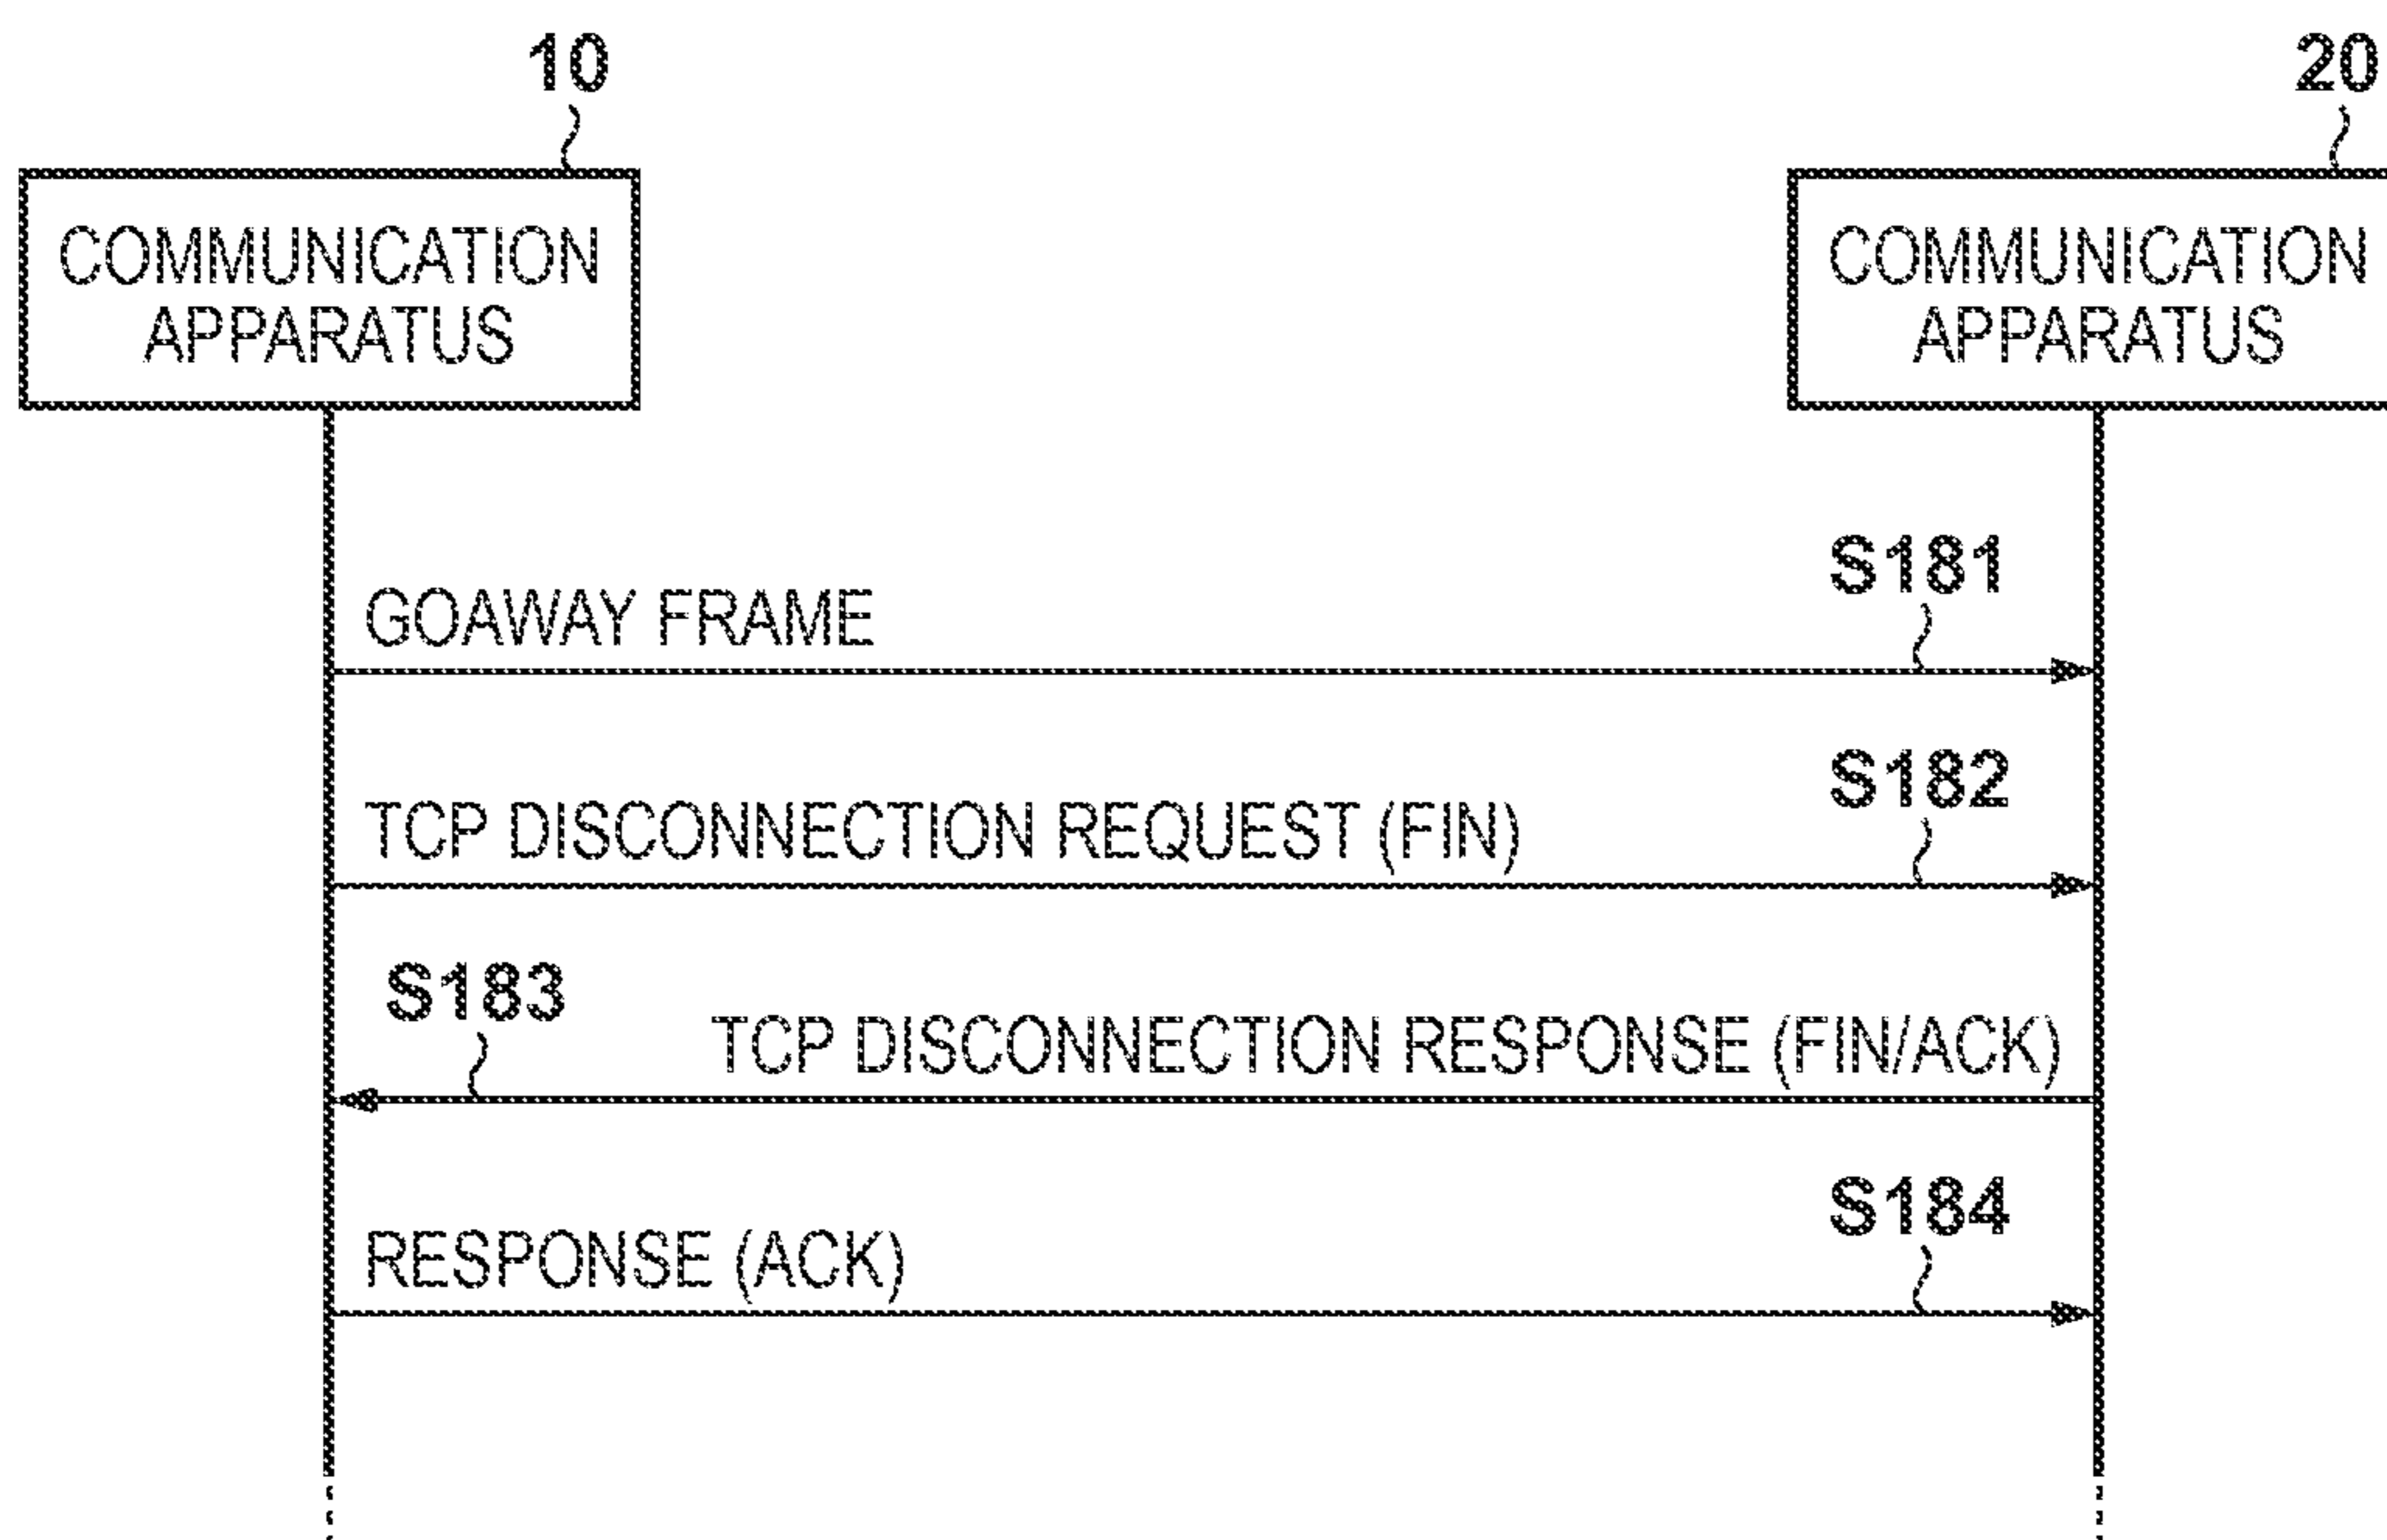 10
20
COMMUNICATION
APPARATUS
COMMUNICATION
APPARATUS
S181
GOAWAY FRAME
S182
TCP DISCONNECTION REQUEST (FIN)
S183
TCP DISCONNECTION RESPONSE (FIN/ACK)
S184
RESPONSE (ACK)